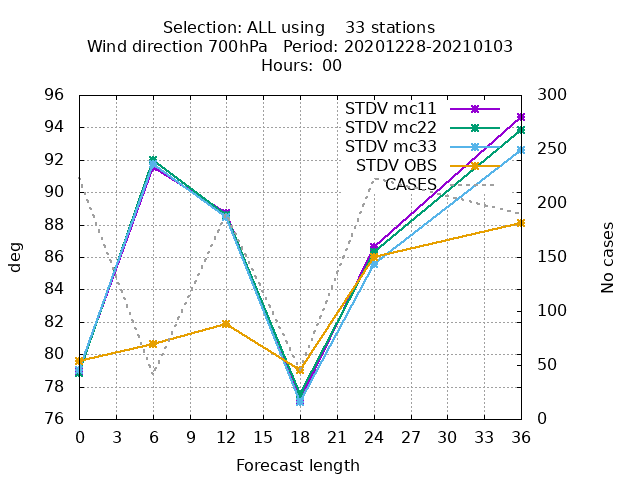 Selection: ALL using    33 stations
Wind direction 700hPa   Period: 20201228-20210103
Hours: 00
96
94
92
90
88
86
84
82
80
78
76
300
250
200
150
100
50
0
STDV mc11
STDV mc22
STDV mc33
STDV OBS
CASES
deg
No cases
0 3 6 9 12 15 18 21 24 27 30 33 36
Forecast length